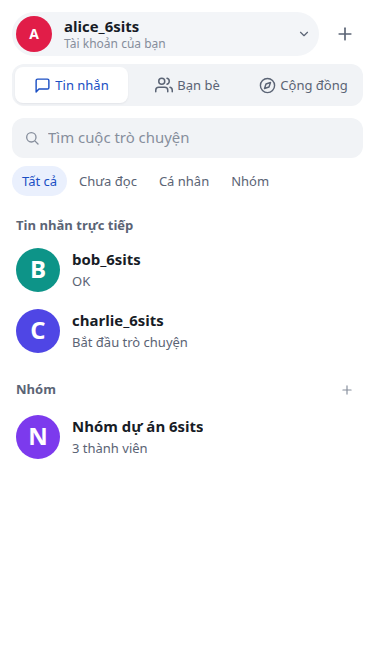 A
alice_6sits
Tài khoản của bạn
Tin nhắn
Bạn bè
Cộng đồng
Tìm cuộc trò chuyện
Tất cả
Chưa đọc
Cá nhân
Nhóm
Tin nhắn trực tiếp
B
bob_6sits
OK
C
charlie_6sits
Bắt đầu trò chuyện
Nhóm
N
Nhóm dự án 6sits
3 thành viên